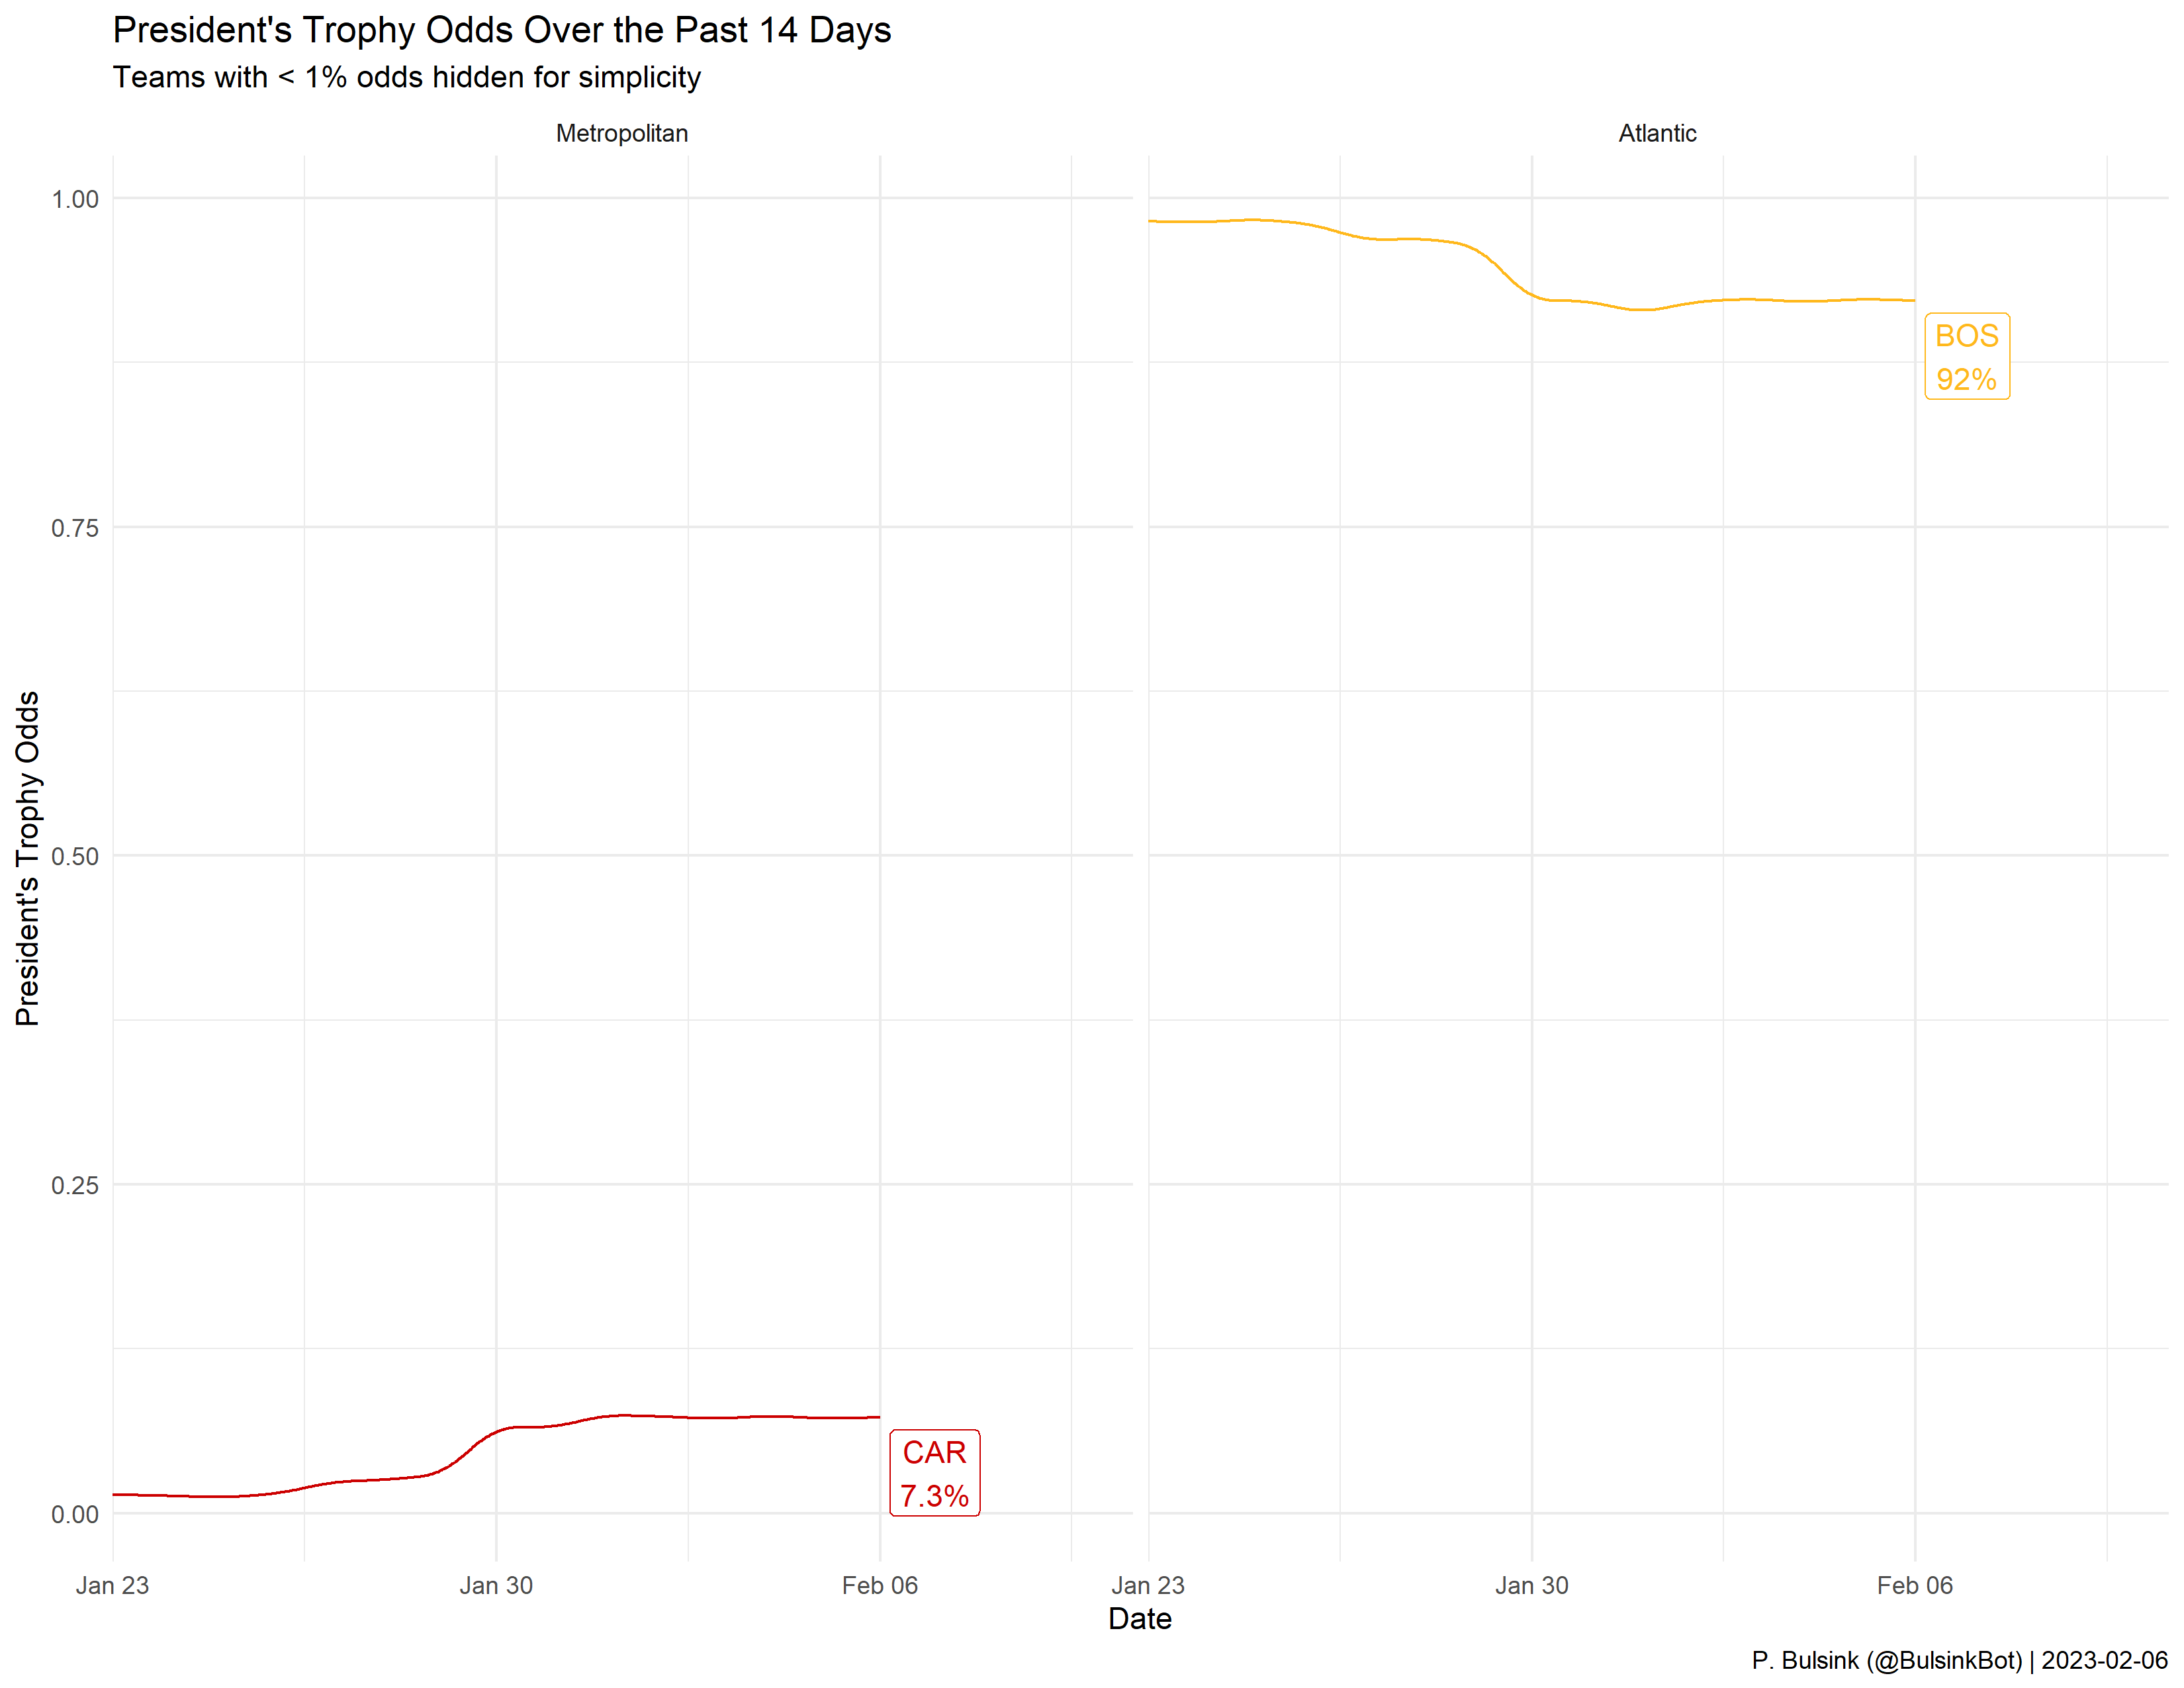 President's Trophy Odds Over the Past 14 Days
Teams with < 1% odds hidden for simplicity
Metropolitan
Atlantic
President's Trophy Odds
1.00
0.75
0.50
0.25
0.00
BOS
92%
CAR
7.3%
Jan 23
Jan 30
Feb 06
Jan 23
Jan 30
Feb 06
Date
P. Bulsink (@BulsinkBot) | 2023-02-06